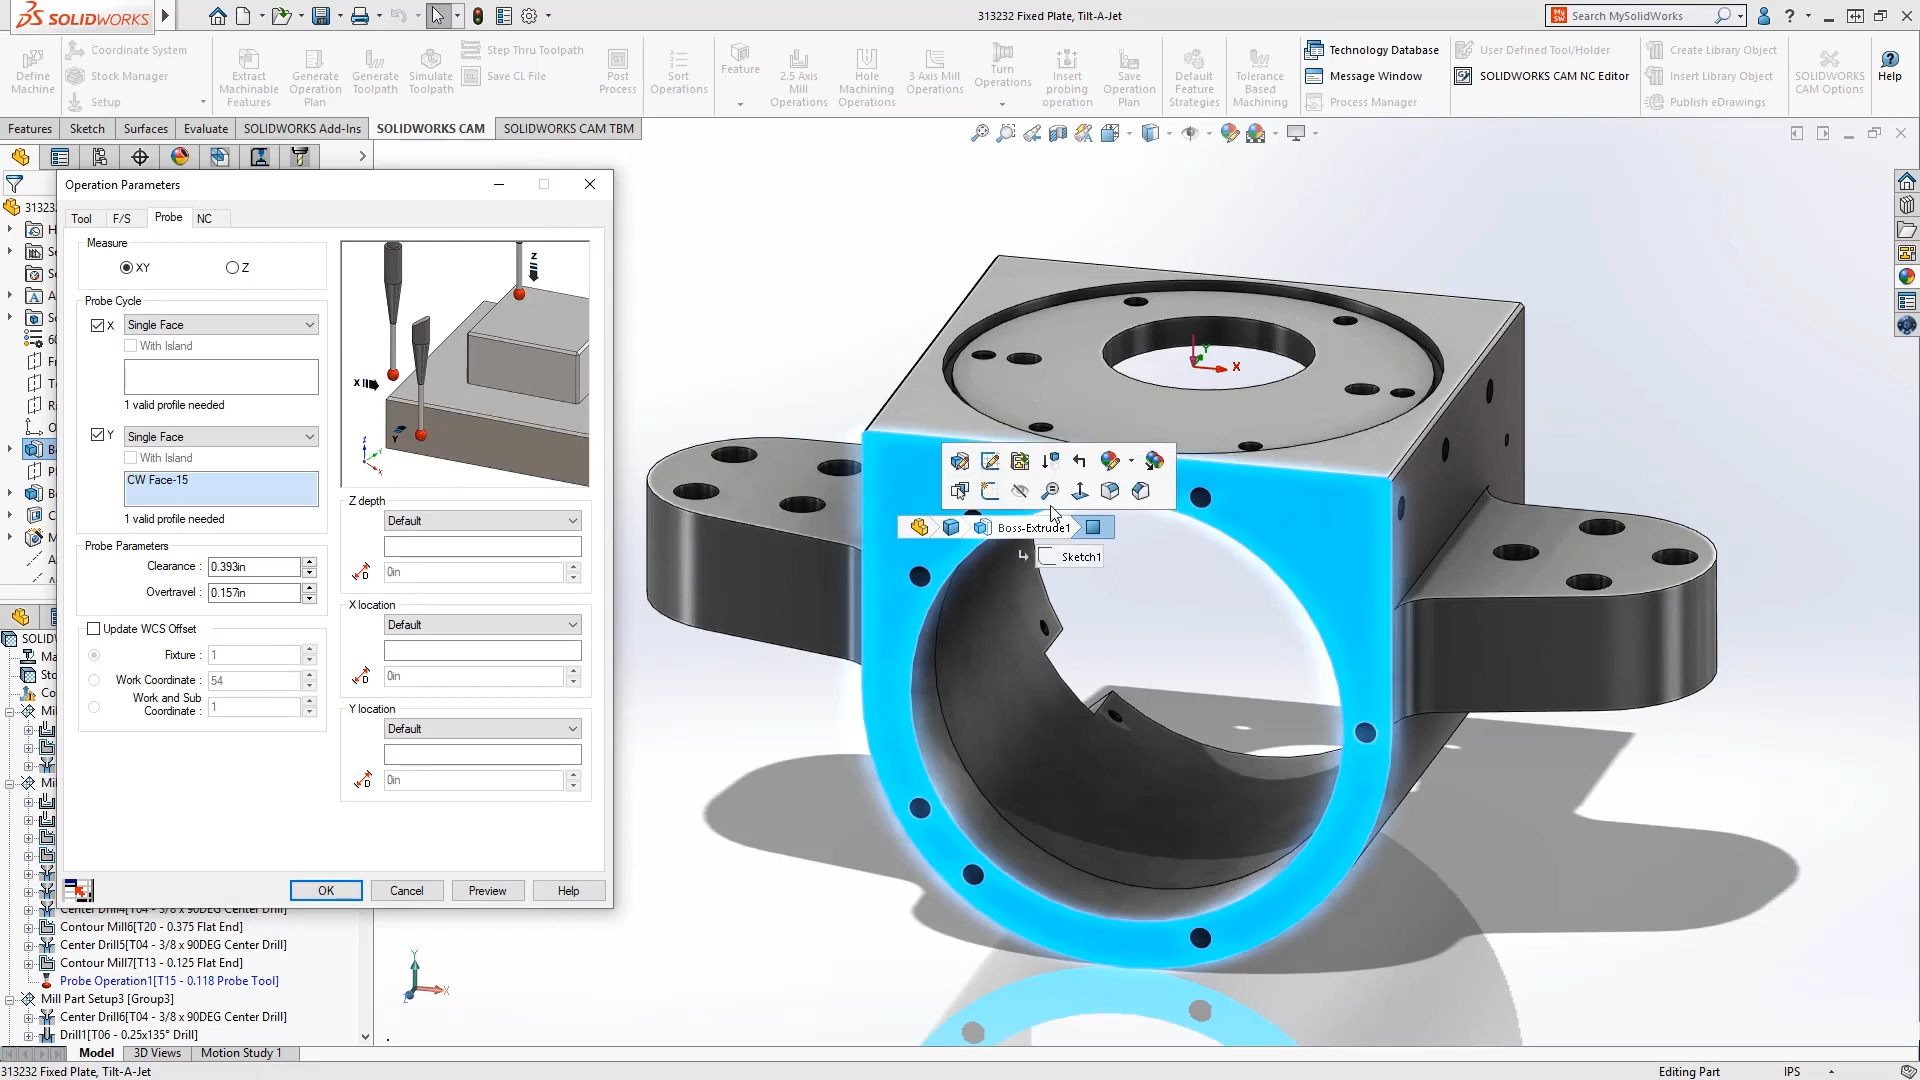 SOLIDWORKS
313232 Fixed Plate, Tilt-A-Jet
Search MySolidWorks
Define Machine
Coordinate System
Stock Manager
Setup
Extract Machinable Features
Generate Operation Plan
Generate Toolpath
Simulate Toolpath
Step Thru Toolpath
Save CL File
Post Process
Sort Operations
Feature
2.5 Axis Mill Operations
Hole Machining Operations
3 Axis Mill Operations
Turn Operations
Insert probing operation
Save Operation Plan
Default Feature Strategies
Tolerance Based Machining
Technology Database
Message Window
Process Manager
User Defined Tool/Holder
SOLIDWORKS CAM NC Editor
Create Library Object
Insert Library Object
Publish eDrawings
SOLIDWORKS CAM Options
Help
Features
Sketch
Surfaces
Evaluate
SOLIDWORKS Add-Ins
SOLIDWORKS CAM
SOLIDWORKS CAM TBM
Operation Parameters
Tool
F/S
Probe
NC
Measure
XY
Z
Probe Cycle
X
Single Face
With Island
1 valid profile needed
Y
Single Face
With Island
CW Face-15
1 valid profile needed
Probe Parameters
Clearance :
0.393in
Overtravel :
0.157in
Update WCS Offset
Fixture :
1
Work Coordinate :
54
Work and Sub
Coordinate :
1
Z depth
Default
0in
X location
Default
0in
Y location
Default
0in
OK
Cancel
Preview
Help
Boss-Extrude1
Sketch1
Center Drill4[T04 - 3/8 x 90DEG Center Drill]
Contour Mill6[T20 - 0.375 Flat End]
Center Drill5[T04 - 3/8 x 90DEG Center Drill]
Contour Mill7[T13 - 0.125 Flat End]
Probe Operation1[T15 - 0.118 Probe Tool]
Mill Part Setup3 [Group3]
Center Drill6[T04 - 3/8 x 90DEG Center Drill]
Drill1[T06 - 0.25x135° Drill]
Model
3D Views
Motion Study 1
313232 Fixed Plate, Tilt-A-Jet
Editing Part
IPS